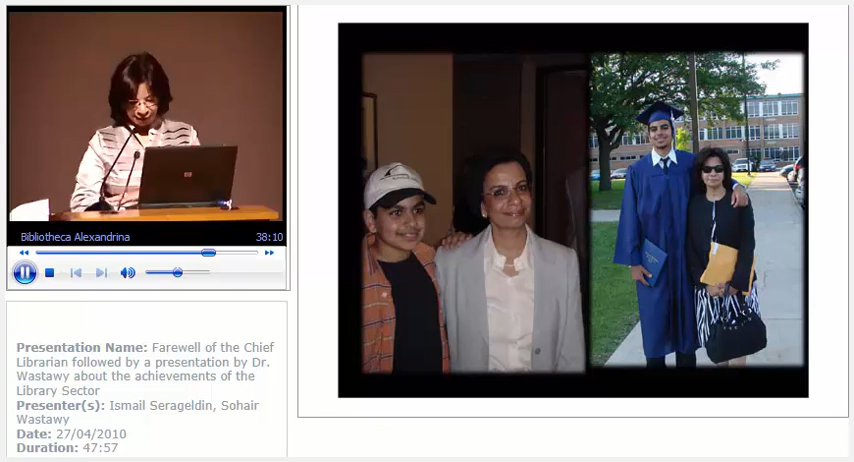 Bibliotheca Alexandrina 38:10
Presentation Name: Farewell of the Chief
Librarian followed by a presentation by Dr.
Wastawy about the achievements of the
Library Sector
Presenter(s): Ismail Serageldin, Sohair
Wastawy
Date: 27/04/2010
Duration: 47:57